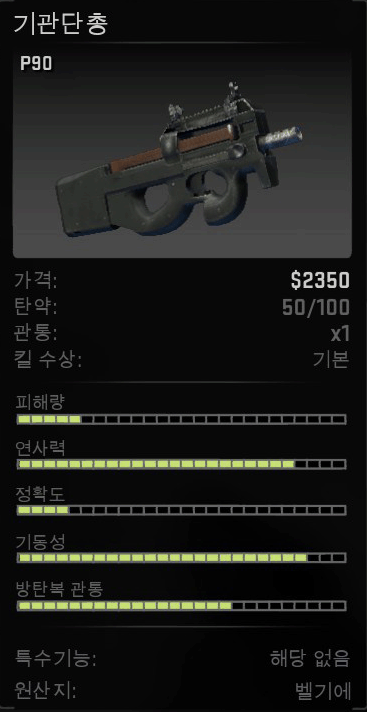 기관단총
P90
가격: $2350
탄약: 50/100
관통: x1
킬 수상: 기본
피해량
연사력
정확도
기동성
방탄복 관통
특수기능: 해당 없음
원산지: 벨기에